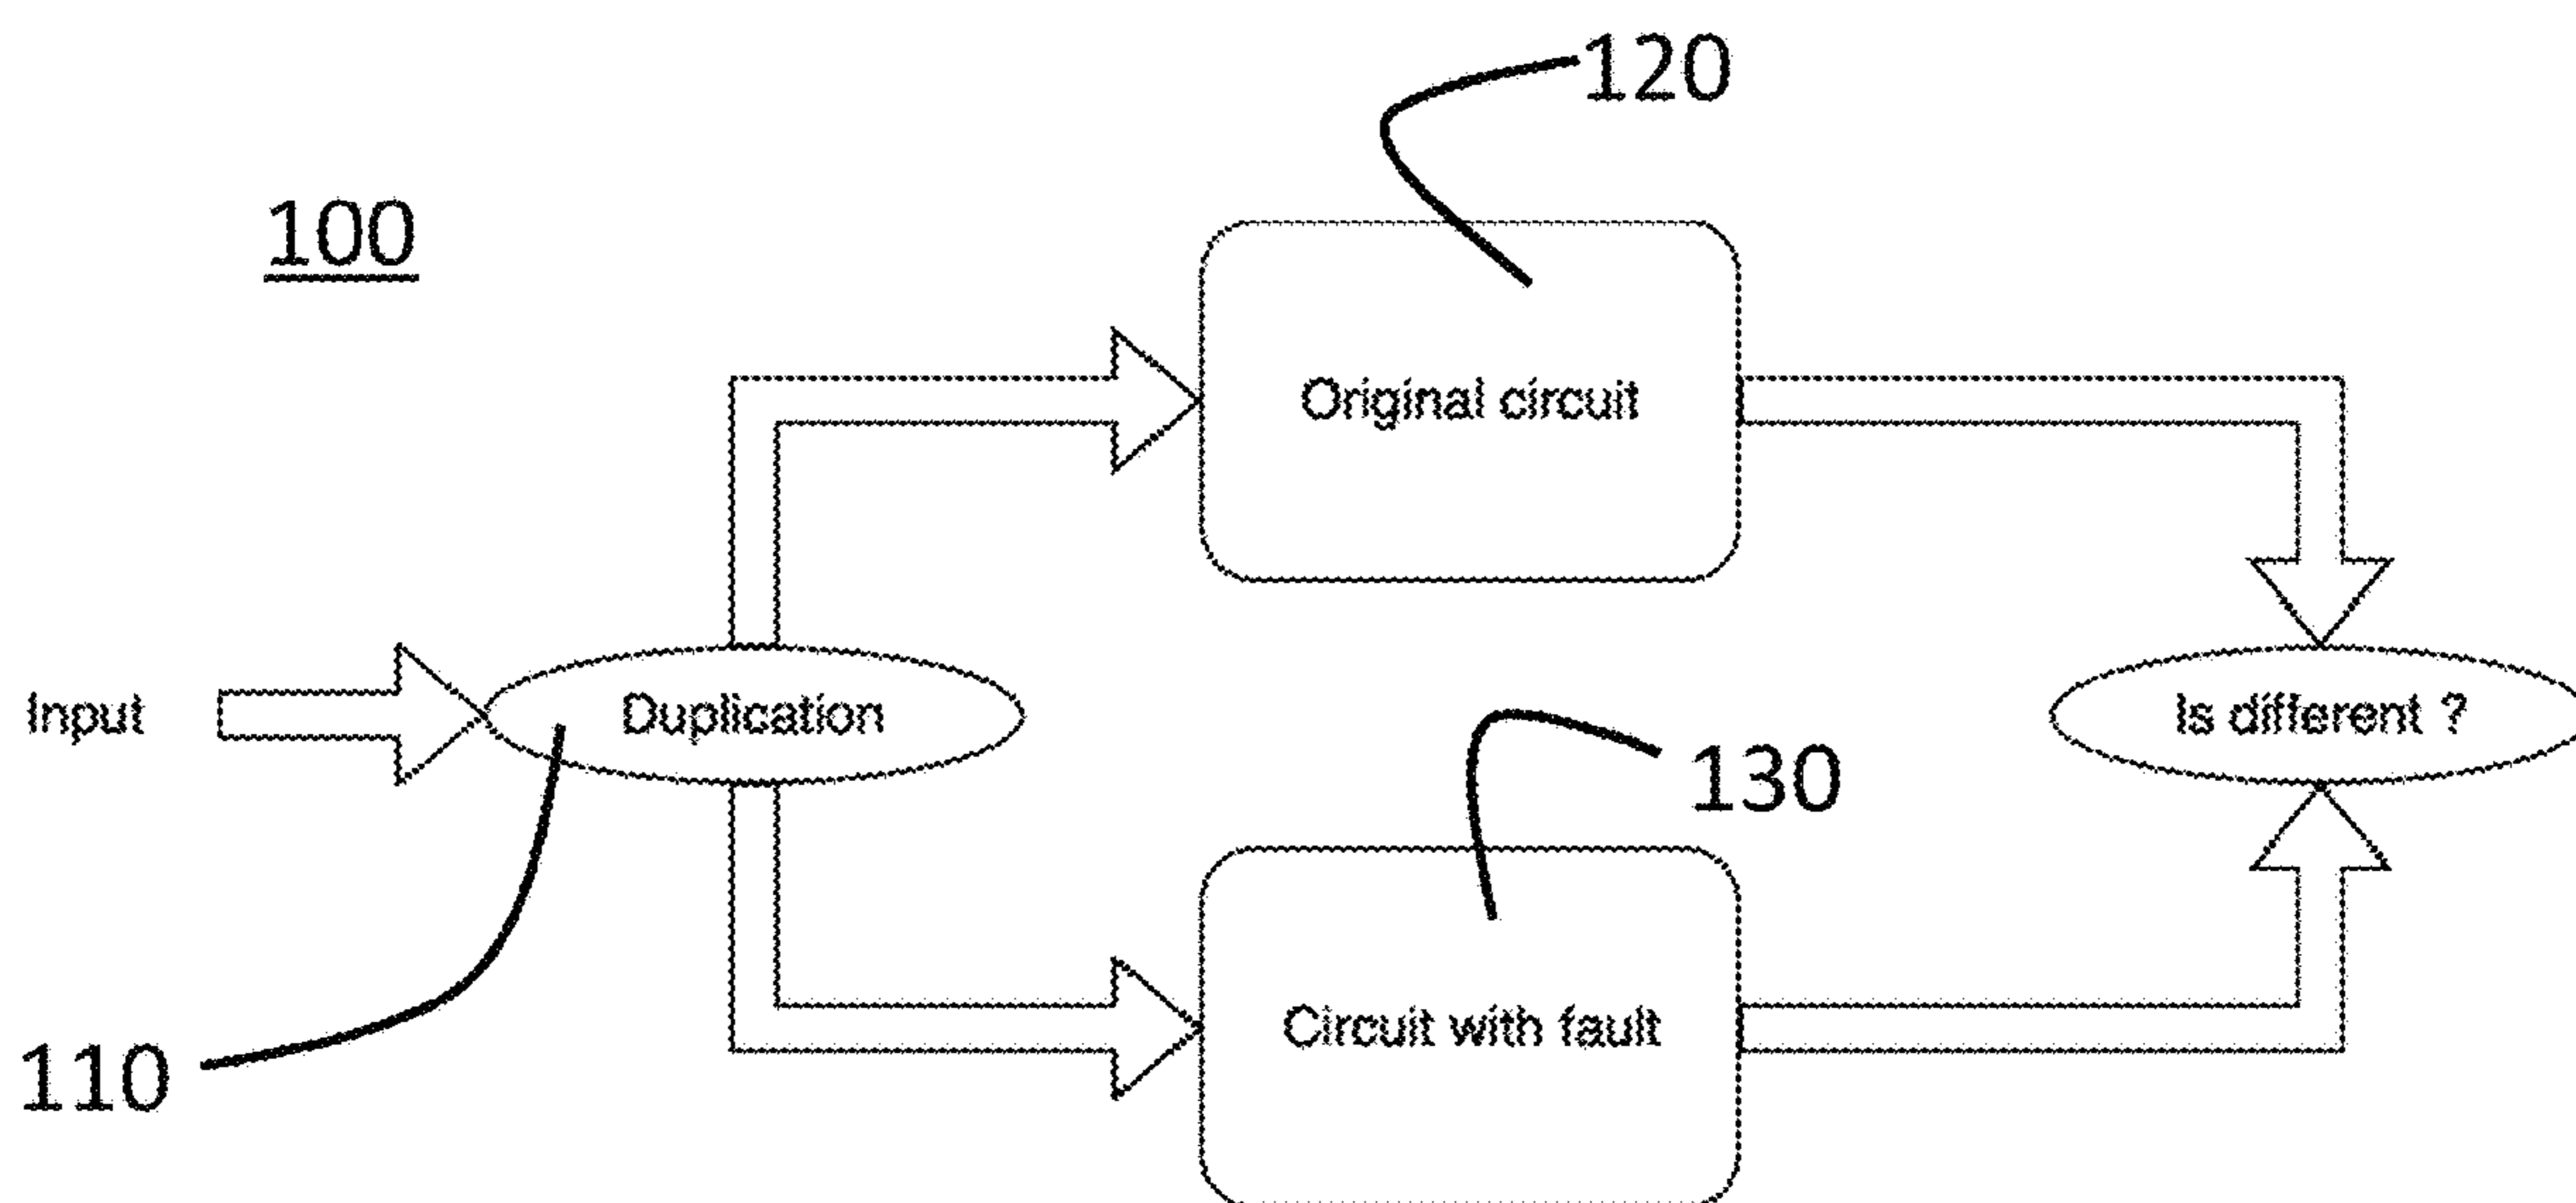 120
100
Original circuit
Input
Duplication
Is different ?
130
Circuit with fault
110